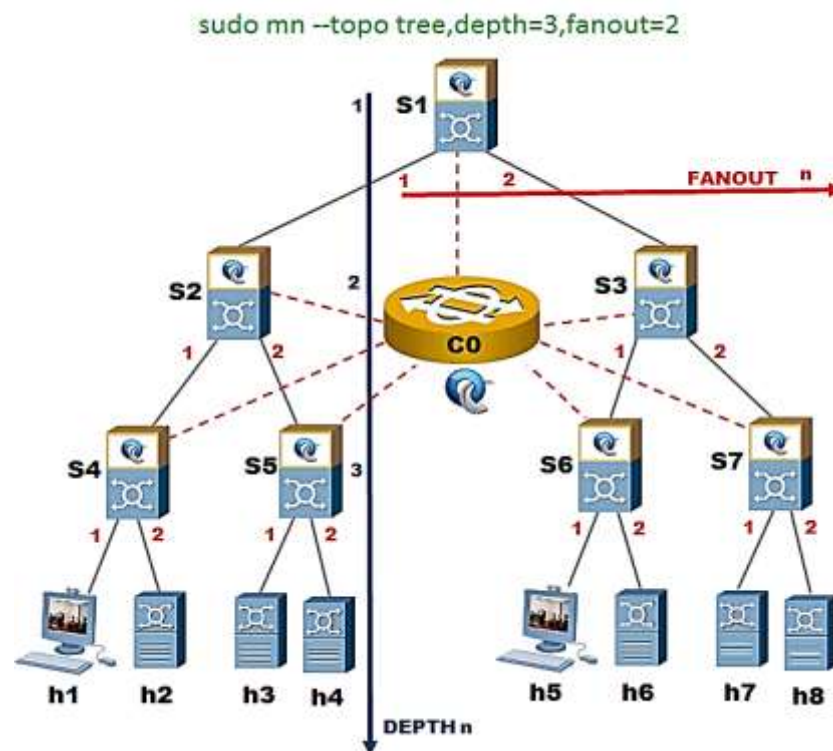 sudo mn --topo tree,depth=3,fanout=2
1
S1
1 2 FANOUT n
S2
2
S3
C0
1 2
1 2
S4
S5
3
S6
S7
1 2
1 2
1 2
1 2
h1 h2 h3 h4 h5 h6 h7 h8
DEPTH n